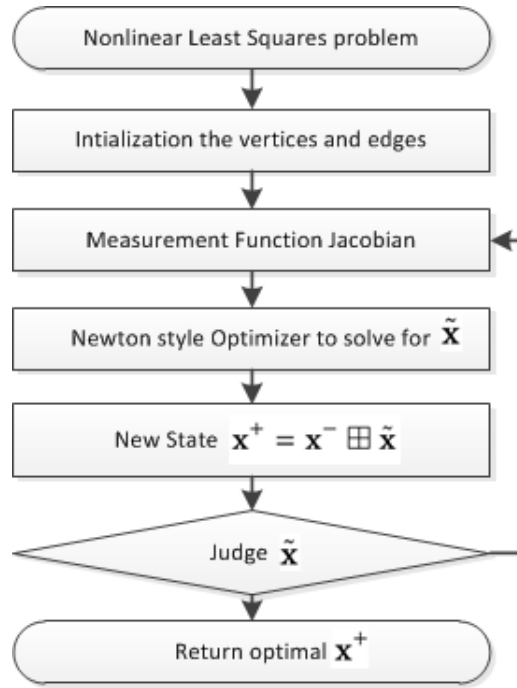 Nonlinear Least Squares problem
Intialization the vertices and edges
Measurement Function Jacobian
Newton style Optimizer to solve for x̃
New State x⁺ = x⁻ ⊞ x̃
Judge x̃
Return optimal x⁺